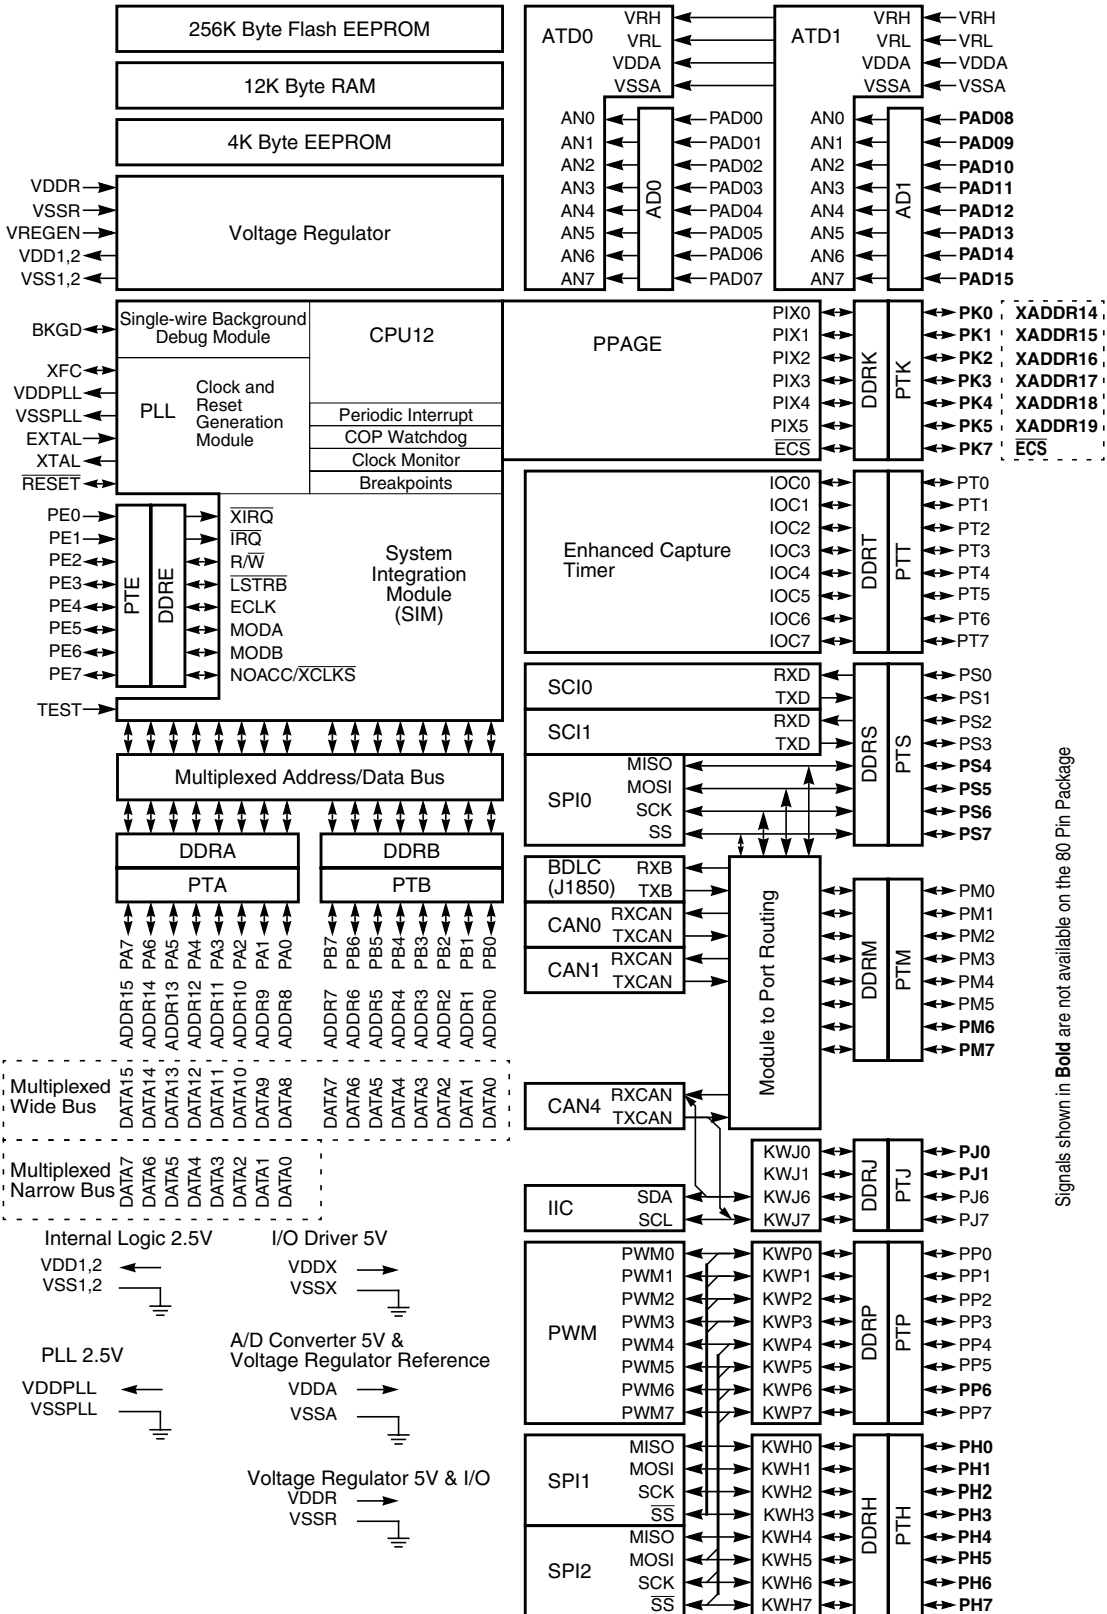 256K Byte Flash EEPROM
12K Byte RAM
4K Byte EEPROM
VDDR
VSSR
VREGEN
VDD1,2
VSS1,2
Voltage Regulator
ATD0
VRH
VRL
VDDA
VSSA
AN0
AN1
AN2
AN3
AN4
AN5
AN6
AN7
AD0
PAD00
PAD01
PAD02
PAD03
PAD04
PAD05
PAD06
PAD07
ATD1
VRH
VRL
VDDA
VSSA
VRH
VRL
VDDA
VSSA
AN0
AN1
AN2
AN3
AN4
AN5
AN6
AN7
AD1
PAD08
PAD09
PAD10
PAD11
PAD12
PAD13
PAD14
PAD15
BKGD
XFC
VDDPLL
VSSPLL
EXTAL
XTAL
RESET
Single-wire Background
Debug Module
CPU12
PLL
Clock and
Reset
Generation
Module
Periodic Interrupt
COP Watchdog
Clock Monitor
Breakpoints
PPAGE
PIX0
PIX1
PIX2
PIX3
PIX4
PIX5
ECS
DDRK
PTK
PK0
PK1
PK2
PK3
PK4
PK5
PK7
XADDR14
XADDR15
XADDR16
XADDR17
XADDR18
XADDR19
ECS
PE0
PE1
PE2
PE3
PE4
PE5
PE6
PE7
TEST
PTE
DDRE
XIRQ
IRQ
R/W
LSTRB
ECLK
MODA
MODB
NOACC/XCLKS
System
Integration
Module
(SIM)
Enhanced Capture
Timer
IOC0
IOC1
IOC2
IOC3
IOC4
IOC5
IOC6
IOC7
DDRT
PTT
PT0
PT1
PT2
PT3
PT4
PT5
PT6
PT7
SCI0
RXD
TXD
SCI1
RXD
TXD
SPI0
MISO
MOSI
SCK
SS
DDRS
PTS
PS0
PS1
PS2
PS3
PS4
PS5
PS6
PS7
Multiplexed Address/Data Bus
DDRA
PTA
DDRB
PTB
PA7
PA6
PA5
PA4
PA3
PA2
PA1
PA0
PB7
PB6
PB5
PB4
PB3
PB2
PB1
PB0
ADDR15
ADDR14
ADDR13
ADDR12
ADDR11
ADDR10
ADDR9
ADDR8
ADDR7
ADDR6
ADDR5
ADDR4
ADDR3
ADDR2
ADDR1
ADDR0
Multiplexed
Wide Bus
DATA15
DATA14
DATA13
DATA12
DATA11
DATA10
DATA9
DATA8
DATA7
DATA6
DATA5
DATA4
DATA3
DATA2
DATA1
DATA0
Multiplexed
Narrow Bus
DATA7
DATA6
DATA5
DATA4
DATA3
DATA2
DATA1
DATA0
BDLC
(J1850)
RXB
TXB
CAN0
RXCAN
TXCAN
CAN1
RXCAN
TXCAN
CAN4
RXCAN
TXCAN
Module to Port Routing
DDRM
PTM
PM0
PM1
PM2
PM3
PM4
PM5
PM6
PM7
IIC
SDA
SCL
KWJ0
KWJ1
KWJ6
KWJ7
DDRJ
PTJ
PJ0
PJ1
PJ6
PJ7
PWM
PWM0
PWM1
PWM2
PWM3
PWM4
PWM5
PWM6
PWM7
KWP0
KWP1
KWP2
KWP3
KWP4
KWP5
KWP6
KWP7
DDRP
PTP
PP0
PP1
PP2
PP3
PP4
PP5
PP6
PP7
SPI1
MISO
MOSI
SCK
SS
SPI2
MISO
MOSI
SCK
SS
KWH0
KWH1
KWH2
KWH3
KWH4
KWH5
KWH6
KWH7
DDRH
PTH
PH0
PH1
PH2
PH3
PH4
PH5
PH6
PH7
Internal Logic 2.5V
VDD1,2
VSS1,2
I/O Driver 5V
VDDX
VSSX
PLL 2.5V
VDDPLL
VSSPLL
A/D Converter 5V &
Voltage Regulator Reference
VDDA
VSSA
Voltage Regulator 5V & I/O
VDDR
VSSR
Signals shown in Bold are not available on the 80 Pin Package